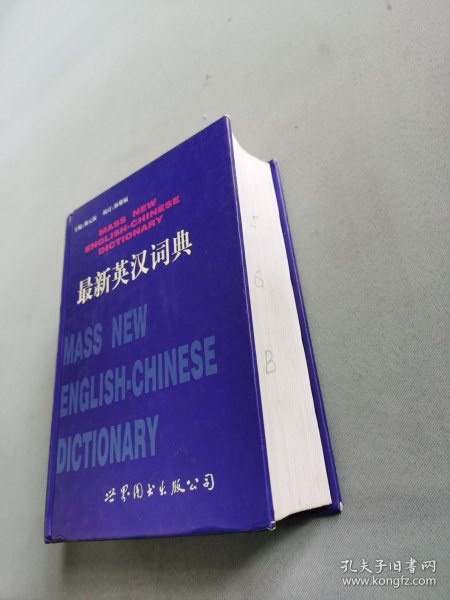 MASS NEW
ENGLISH-CHINESE
DICTIONARY
最新英汉词典
MASS NEW
ENGLISH-CHINESE
DICTIONARY
世界图书出版公司
5
G
B
孔夫子旧书网
www.kongfz.com